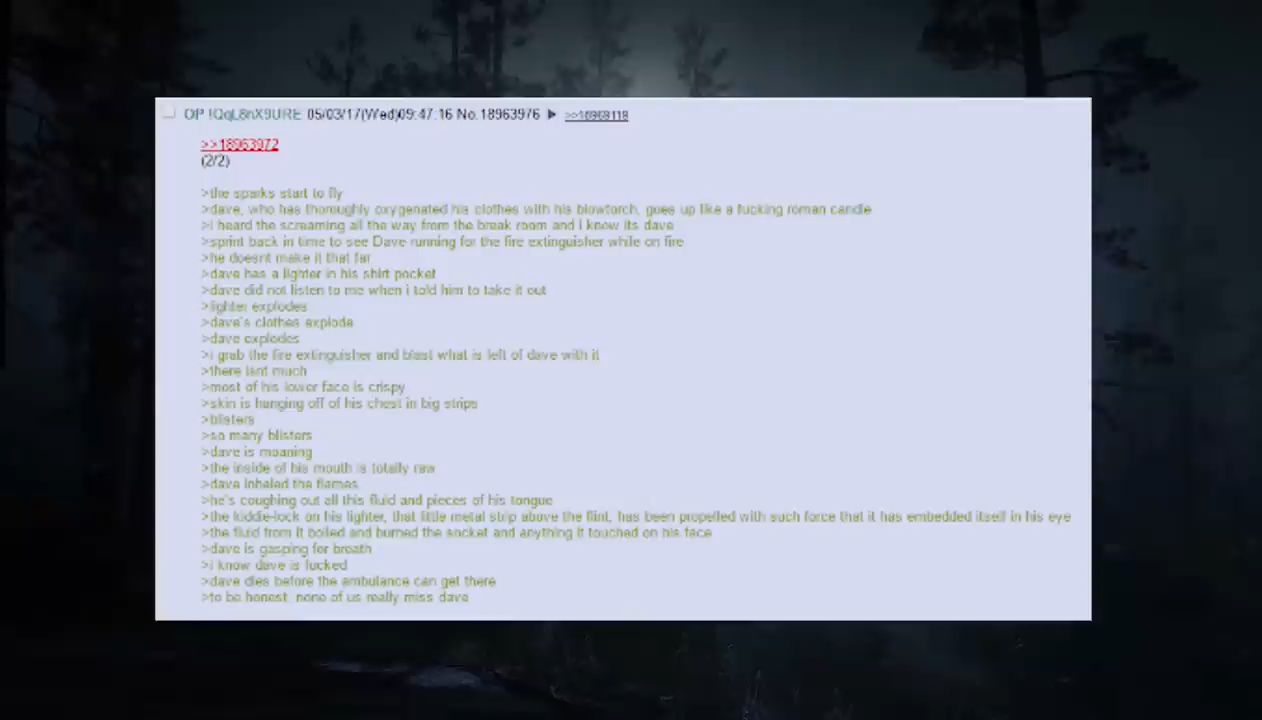 OP !QqL8nX9URE 05/03/17(Wed)09:47:16 No.18963976 ▶ >>18969118
>>18963972
(2/2)
>the sparks start to fly
>dave, who has thoroughly oxygenated his clothes with his blowtorch, goes up like a fucking roman candle
>i heard the screaming all the way from the break room and i know its dave
>sprint back in time to see Dave running for the fire extinguisher while on fire
>he doesnt make it that far
>dave has a lighter in his shirt pocket
>dave did not listen to me when i told him to take it out
>lighter explodes
>dave's clothes explode
>dave explodes
>i grab the fire extinguisher and blast what is left of dave with it
>there isnt much
>most of his lower face is crispy
>skin is hanging off of his chest in big strips
>blisters
>so many blisters
>dave is moaning
>the inside of his mouth is totally raw
>dave inhaled the flames
>he's coughing out all this fluid and pieces of his tongue
>the kiddie-lock on his lighter, that little metal strip above the flint, has been propelled with such force that it has embedded itself in his eye
>the fluid from it boiled and burned the socket and anything it touched on his face
>dave is gasping for breath
>i know dave is fucked
>dave dies before the ambulance can get there
>to be honest, none of us really miss dave